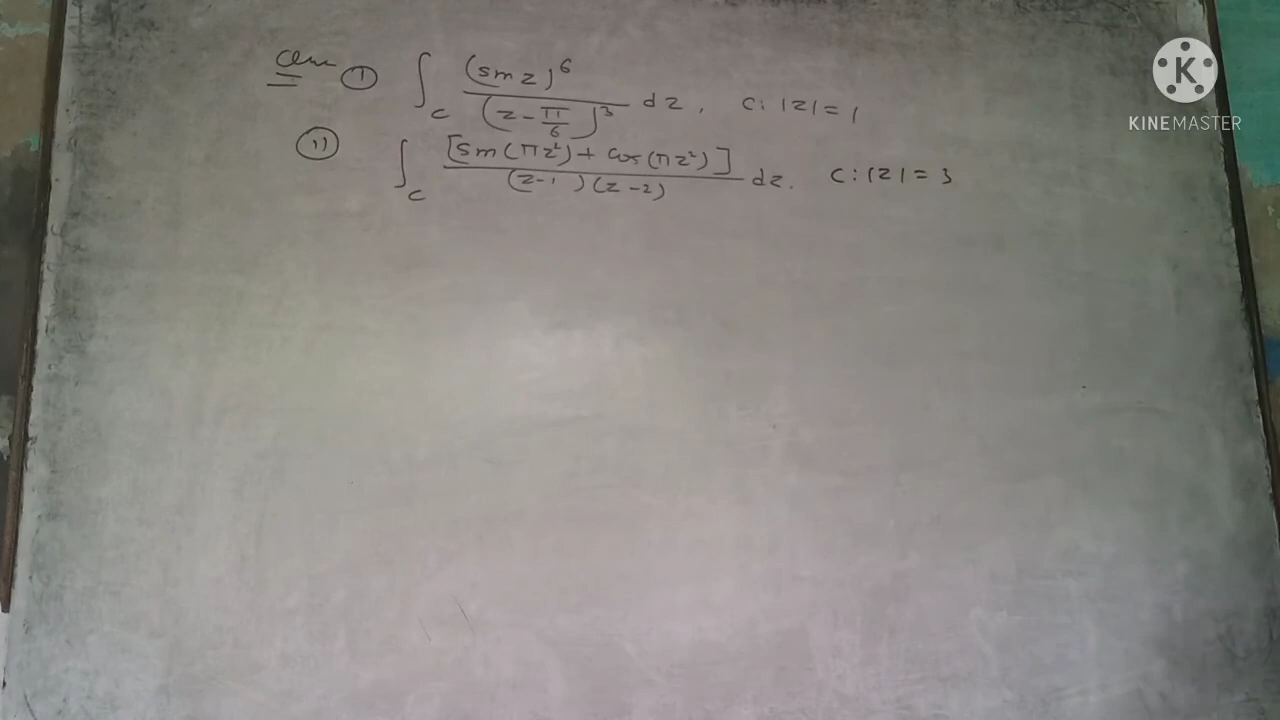 Ques ① ∫_C (sin z)^6 / (z - π/6)^3 dz, C: |z| = 1
K
KINEMASTER
(ii) ∫_C [sin(πz²) + cos(πz²)] / (z-1)(z-2) dz. C: |z| = 3